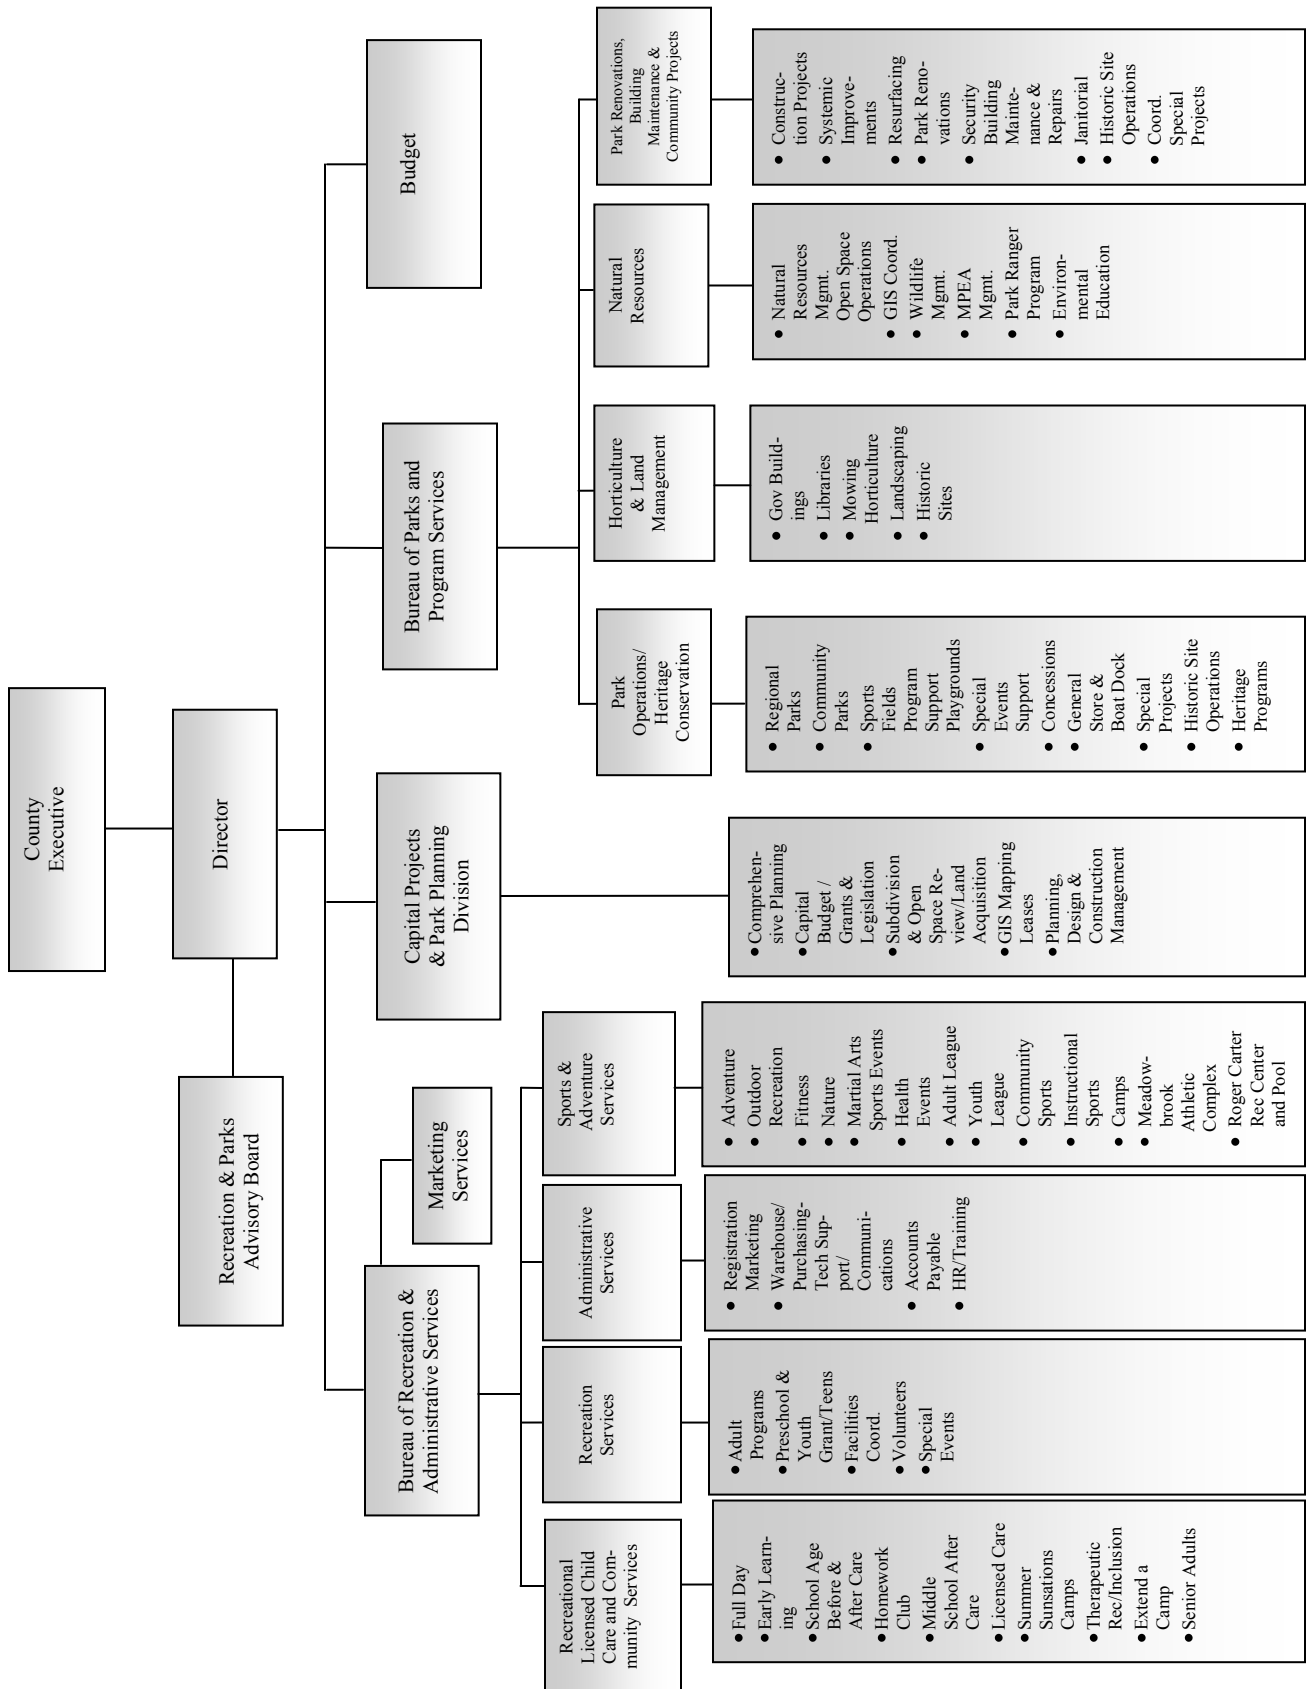 County
Executive
Director
Recreation & Parks
Advisory Board
Bureau of Recreation &
Administrative Services
Marketing
Services
Capital Projects
& Park Planning
Division
Bureau of Parks and
Program Services
Budget
Recreational
Licensed Child
Care and Com-
munity Services
Recreation
Services
Administrative
Services
Sports &
Adventure
Services
Park
Operations/
Heritage
Conservation
Horticulture
& Land
Management
Natural
Resources
Park Renovations,
Building
Maintenance &
Community Projects
● Full Day
● Early Learn-
ing
● School Age
Before &
After Care
● Homework
Club
● Middle
School After
Care
● Licensed Care
● Summer
Sunsations
Camps
● Therapeutic
Rec/Inclusion
● Extend a
Camp
● Senior Adults
● Adult
Programs
● Preschool &
Youth
Grant/Teens
● Facilities
Coord.
● Volunteers
● Special
Events
● Registration
Marketing
● Warehouse/
Purchasing-
Tech Sup-
port/
Communi-
cations
● Accounts
Payable
● HR/Training
● Adventure
● Outdoor
Recreation
● Fitness
● Nature
● Martial Arts
Sports Events
● Health
Events
● Adult League
● Youth
League
● Community
Sports
● Instructional
Sports
● Camps
● Meadow-
brook
Athletic
Complex
● Roger Carter
Rec Center
and Pool
● Comprehen-
sive Planning
● Capital
Budget /
Grants &
Legislation
● Subdivision
& Open
Space Re-
view/Land
Acquisition
● GIS Mapping
Leases
● Planning,
Design &
Construction
Management
● Regional
Parks
● Community
Parks
● Sports
Fields
Program
Support
Playgrounds
● Special
Events
Support
● Concessions
● General
Store &
Boat Dock
● Special
Projects
● Historic Site
Operations
● Heritage
Programs
● Gov Build-
ings
● Libraries
● Mowing
Horticulture
● Landscaping
● Historic
Sites
● Natural
Resources
Mgmt.
Open Space
Operations
● GIS Coord.
● Wildlife
Mgmt.
● MPEA
Mgmt.
● Park Ranger
Program
● Environ-
mental
Education
● Construc-
tion Projects
● Systemic
Improve-
ments
● Resurfacing
● Park Reno-
vations
● Security
Building
Mainte-
nance &
Repairs
● Janitorial
● Historic Site
Operations
● Coord.
Special
Projects